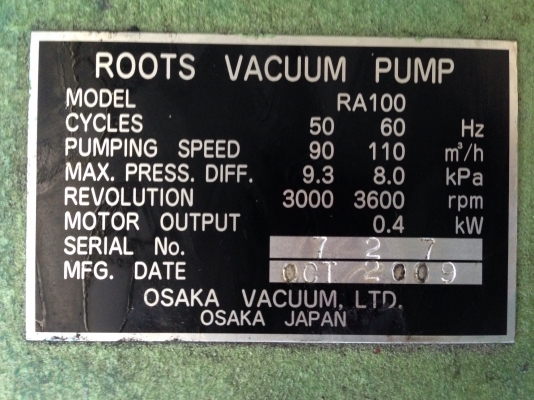 ROOTS VACUUM PUMP
MODEL RA100
CYCLES 50 60 Hz
PUMPING SPEED 90 110 m³/h
MAX. PRESS. DIFF. 9.3 8.0 kPa
REVOLUTION 3000 3600 rpm
MOTOR OUTPUT 0.4 kW
SERIAL No. 7 2 7
MFG. DATE OCT 2009
OSAKA VACUUM, LTD.
OSAKA JAPAN